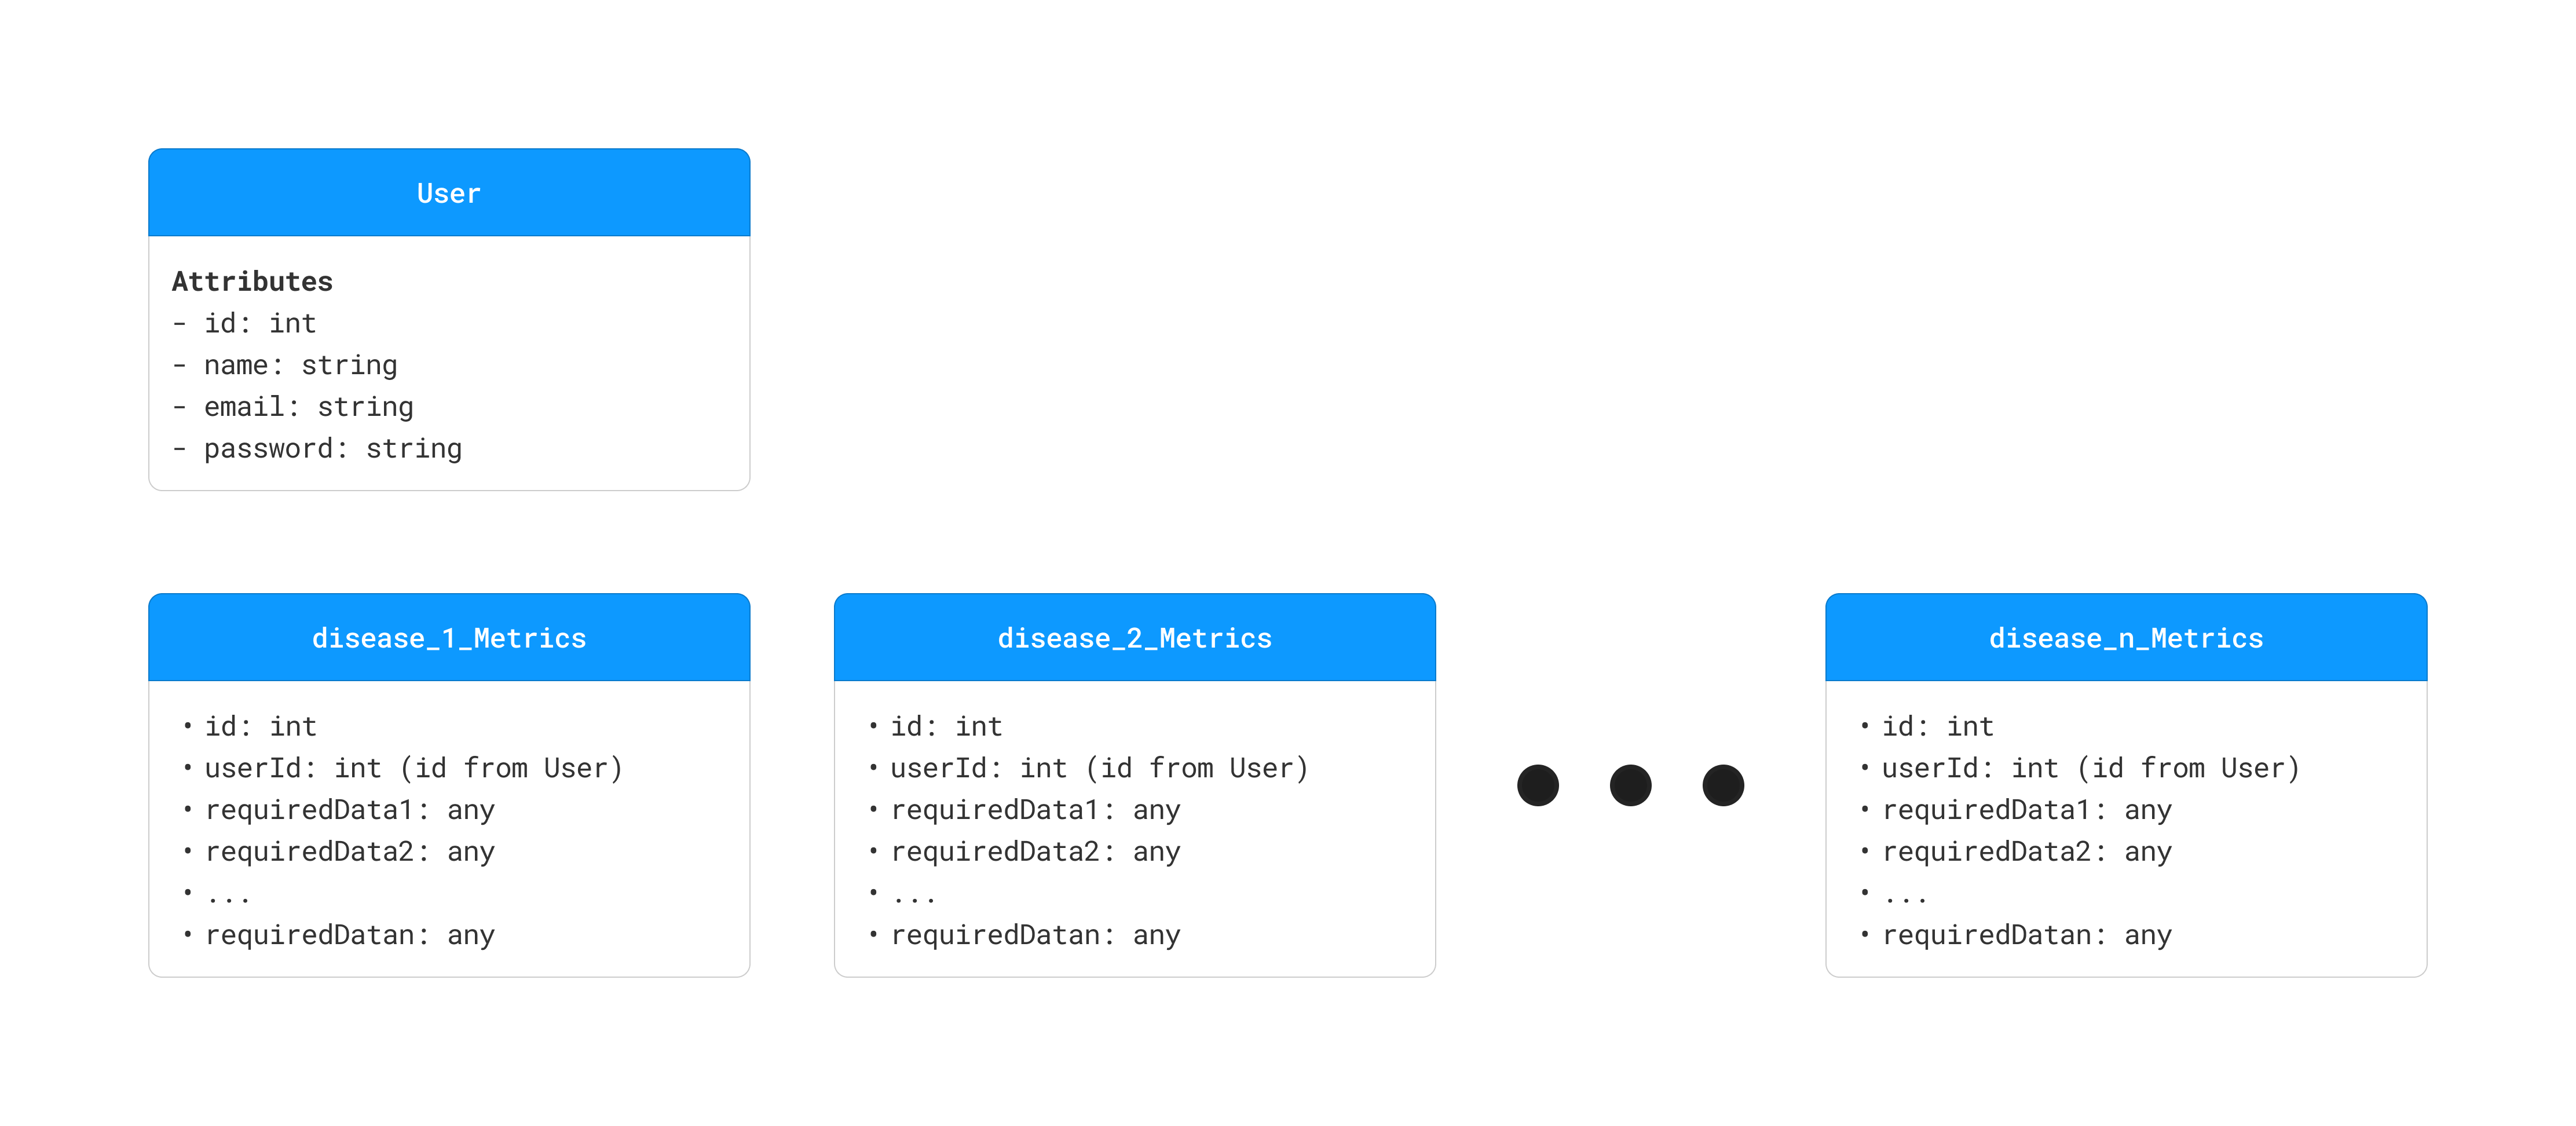 User
Attributes
- id: int
- name: string
- email: string
- password: string
disease_1_Metrics
• id: int
• userId: int (id from User)
• requiredData1: any
• requiredData2: any
• ...
• requiredDatan: any
disease_2_Metrics
• id: int
• userId: int (id from User)
• requiredData1: any
• requiredData2: any
• ...
• requiredDatan: any
disease_n_Metrics
• id: int
• userId: int (id from User)
• requiredData1: any
• requiredData2: any
• ...
• requiredDatan: any